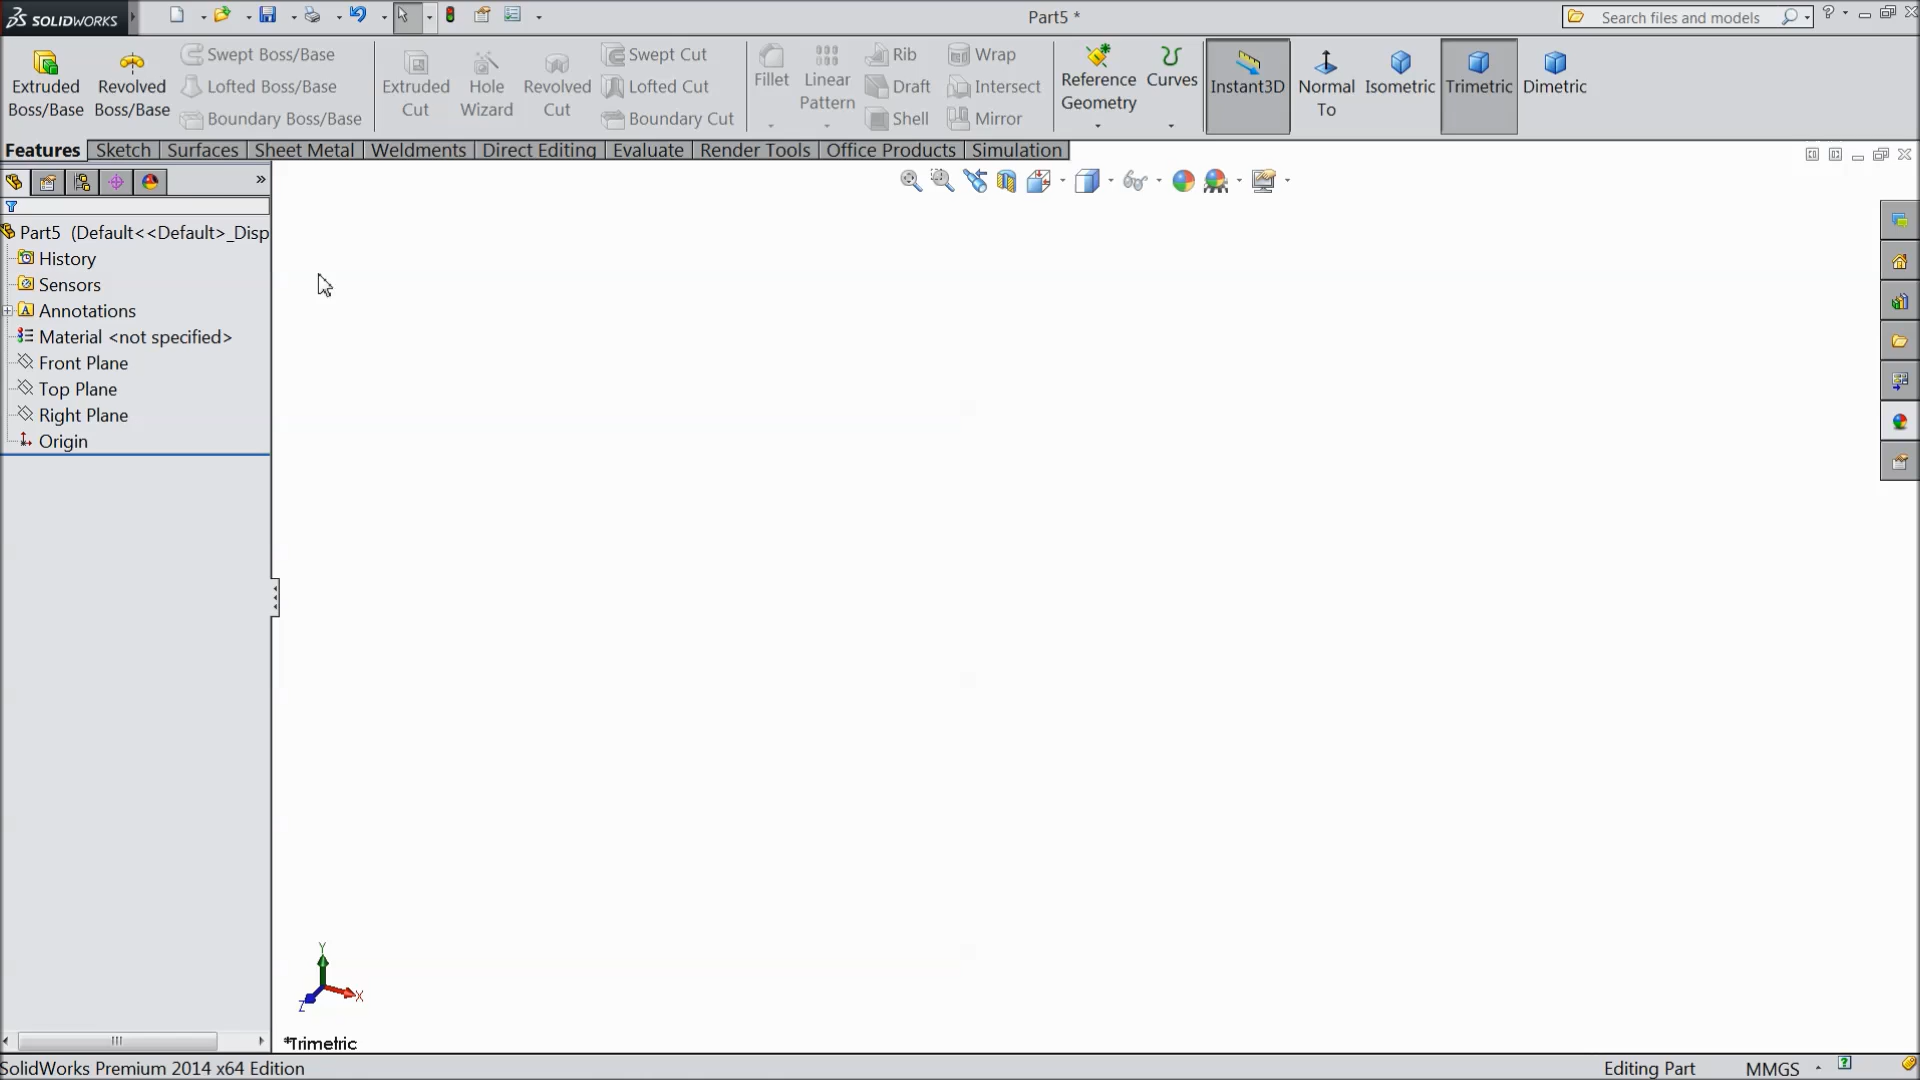 SOLIDWORKS
Part5 *
Search files and models
Extruded Boss/Base
Revolved Boss/Base
Swept Boss/Base
Lofted Boss/Base
Boundary Boss/Base
Extruded Cut
Hole Wizard
Revolved Cut
Swept Cut
Lofted Cut
Boundary Cut
Fillet
Linear Pattern
Rib
Draft
Shell
Wrap
Intersect
Mirror
Reference Geometry
Curves
Instant3D
Normal To
Isometric
Trimetric
Dimetric
Features
Sketch
Surfaces
Sheet Metal
Weldments
Direct Editing
Evaluate
Render Tools
Office Products
Simulation
Part5 (Default<<Default>_Disp
History
Sensors
Annotations
Material <not specified>
Front Plane
Top Plane
Right Plane
Origin
Y
X
Z
*Trimetric
SolidWorks Premium 2014 x64 Edition
Editing Part
MMGS